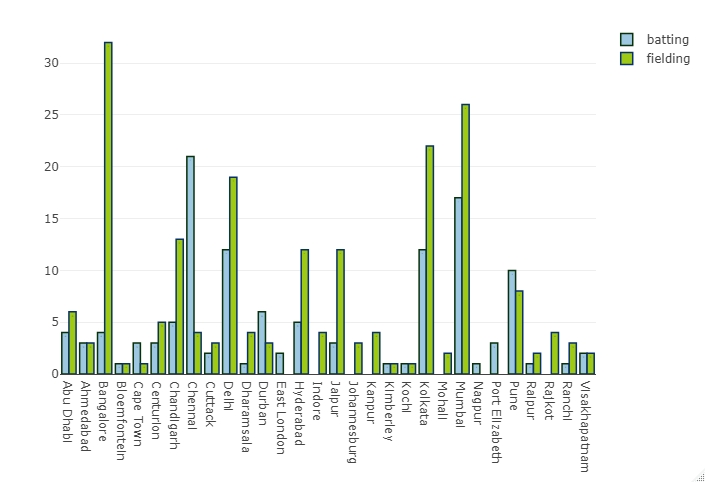 batting
fielding
30
25
20
15
10
5
0
Abu Dhabi
Ahmedabad
Bangalore
Bloemfontein
Cape Town
Centurion
Chandigarh
Chennai
Cuttack
Delhi
Dharamsala
Durban
East London
Hyderabad
Indore
Jaipur
Johannesburg
Kanpur
Kimberley
Kochi
Kolkata
Mohali
Mumbai
Nagpur
Port Elizabeth
Pune
Raipur
Rajkot
Ranchi
Visakhapatnam